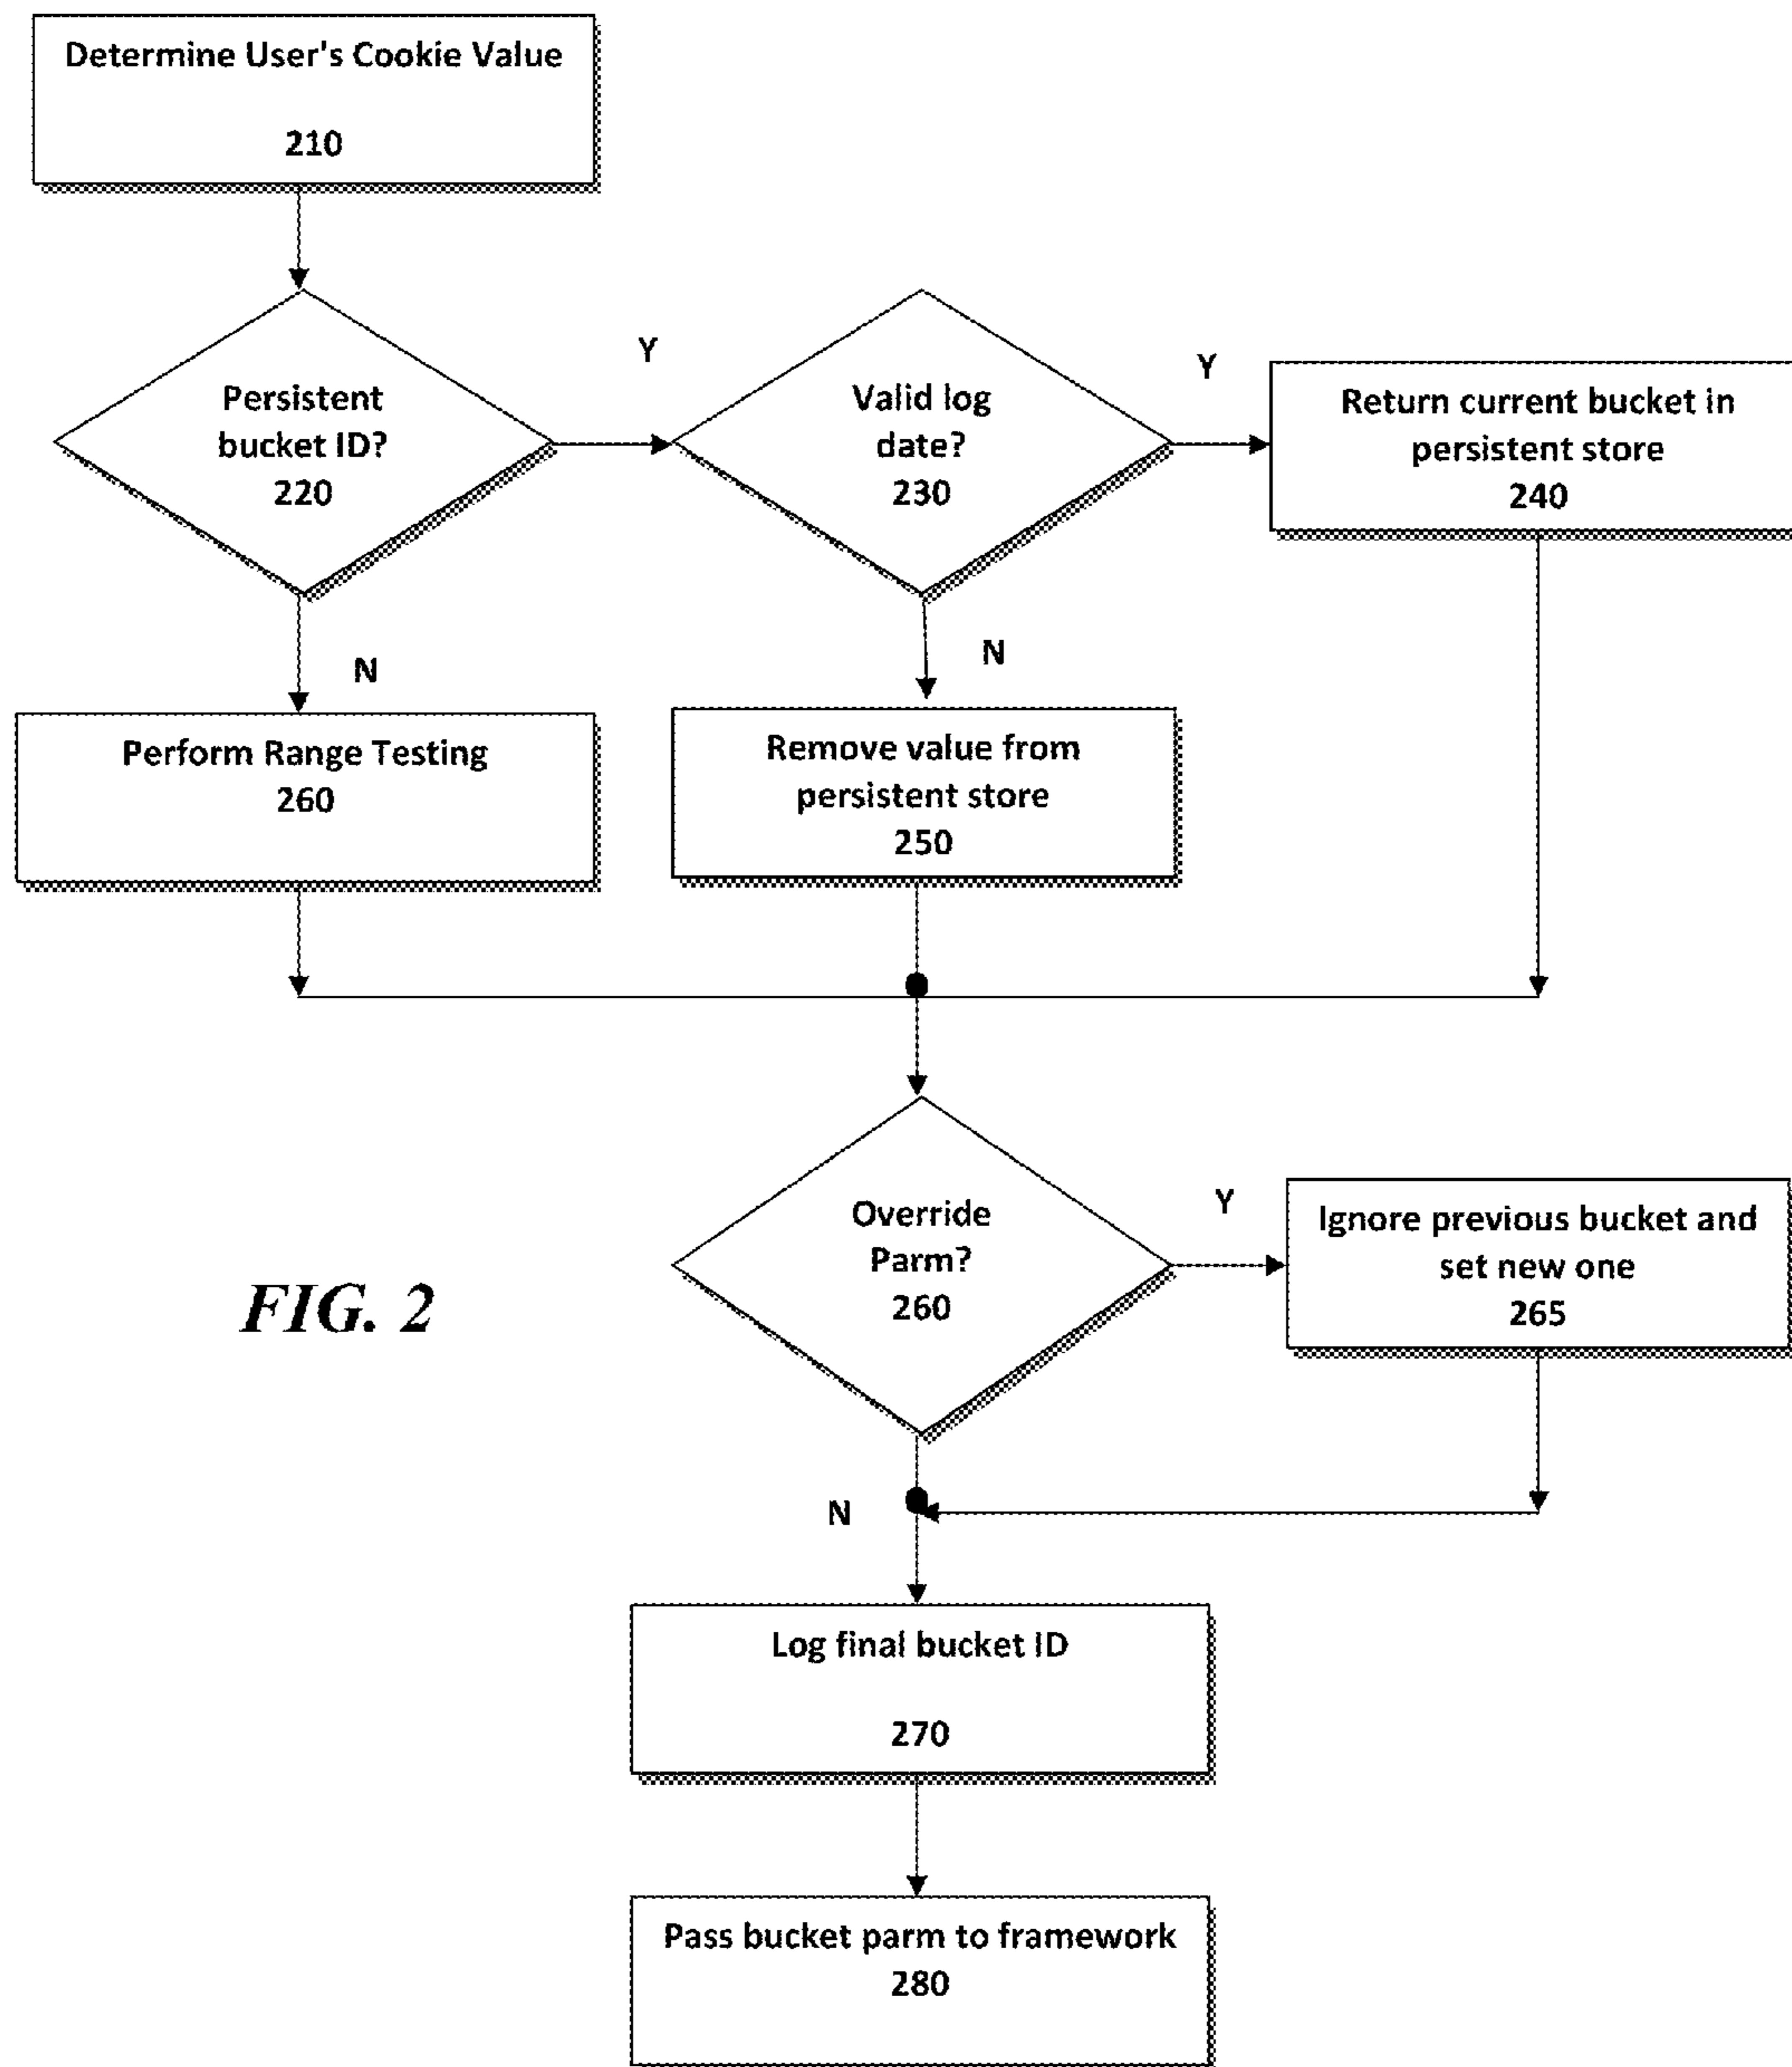 Determine User's Cookie Value
210
Persistent
bucket ID?
220
Y
Valid log
date?
230
Y
Return current bucket in
persistent store
240
N
N
Perform Range Testing
260
Remove value from
persistent store
250
Override
Parm?
260
Y
Ignore previous bucket and
set new one
265
FIG. 2
N
Log final bucket ID
270
Pass bucket parm to framework
280